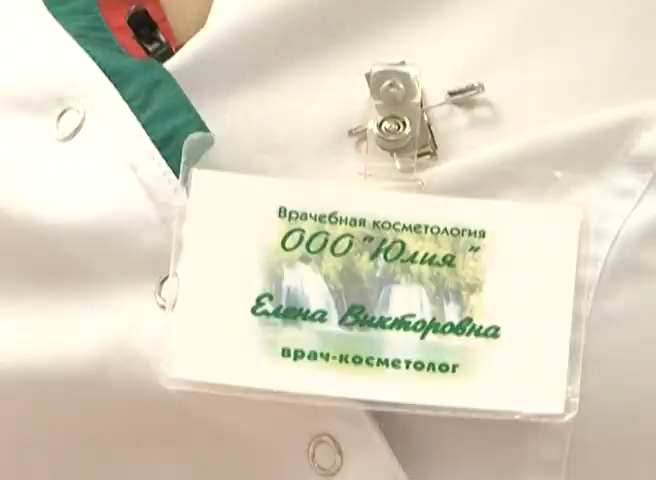 Врачебная косметология
ООО "Юлия"
Елена Викторовна
врач-косметолог